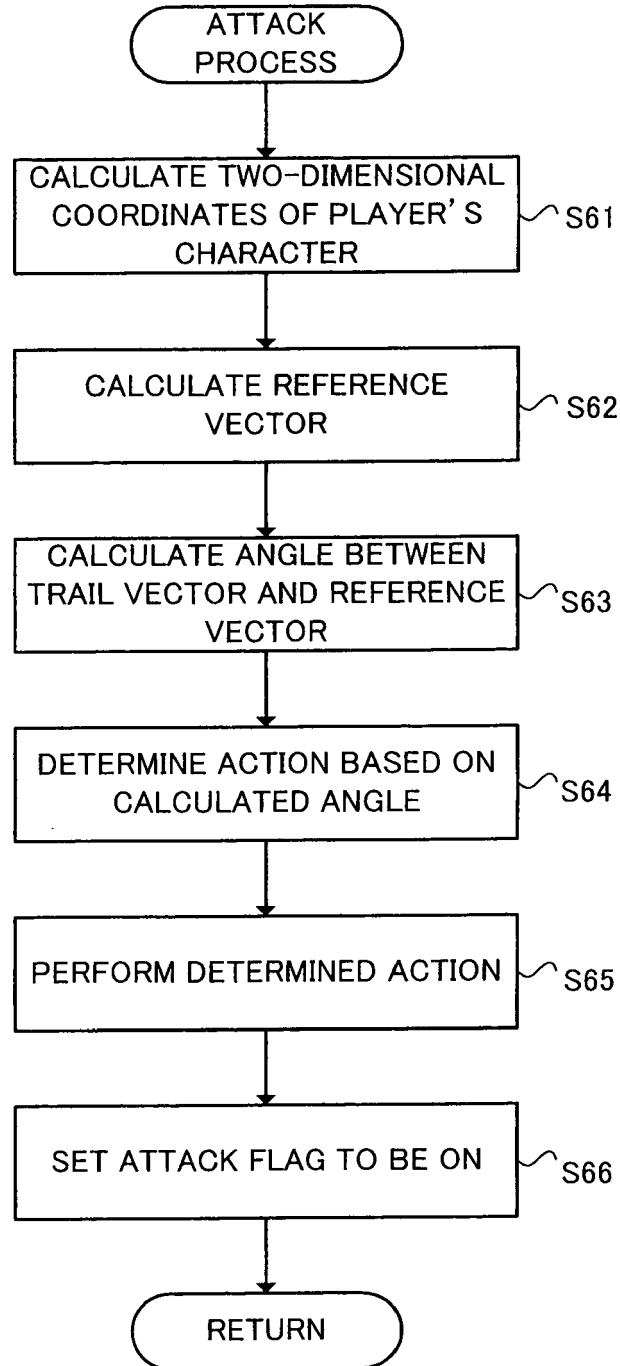 ATTACK
PROCESS
CALCULATE TWO-DIMENSIONAL
COORDINATES OF PLAYER'S
CHARACTER
S61
CALCULATE REFERENCE
VECTOR
S62
CALCULATE ANGLE BETWEEN
TRAIL VECTOR AND REFERENCE
VECTOR
S63
DETERMINE ACTION BASED ON
CALCULATED ANGLE
S64
PERFORM DETERMINED ACTION
S65
SET ATTACK FLAG TO BE ON
S66
RETURN